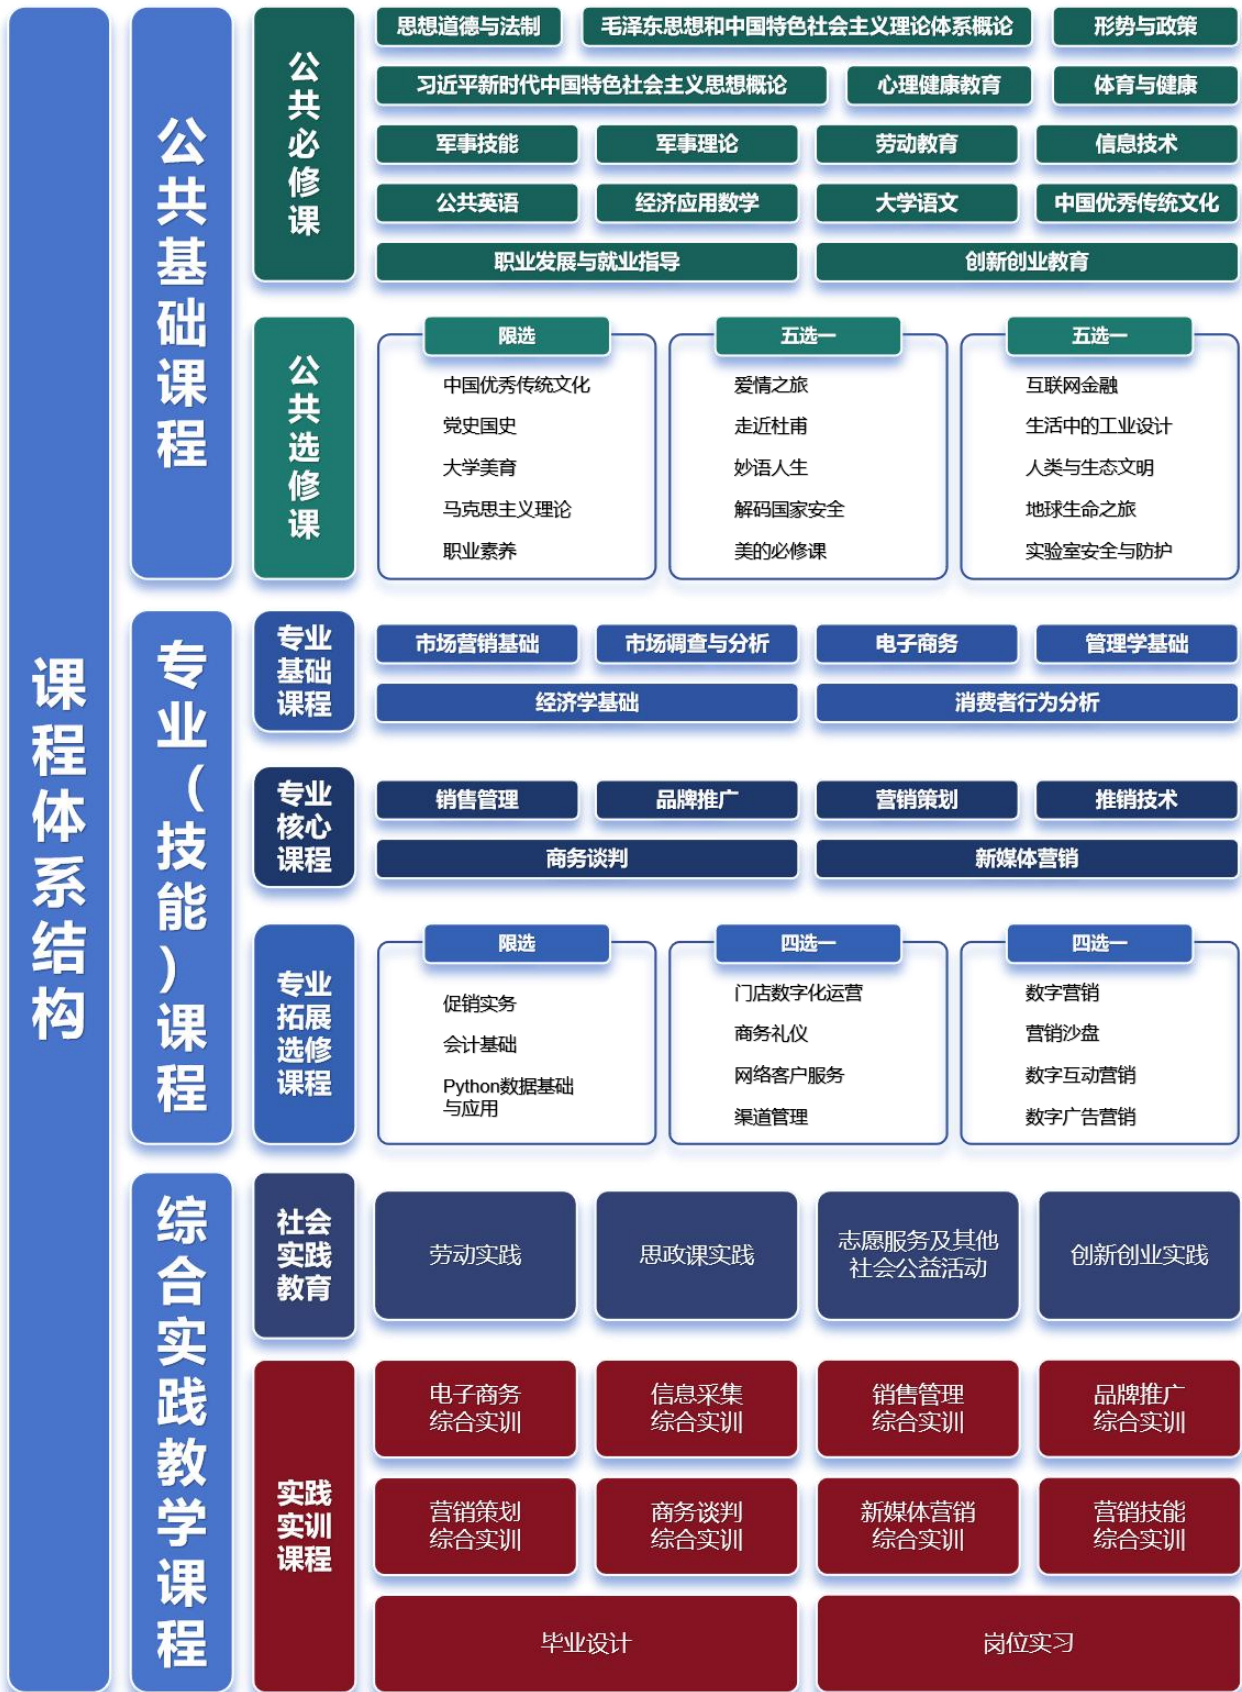 课程体系结构
公共基础课程
公共必修课
思想道德与法制
毛泽东思想和中国特色社会主义理论体系概论
形势与政策
习近平新时代中国特色社会主义思想概论
心理健康教育
体育与健康
军事技能
军事理论
劳动教育
信息技术
公共英语
经济应用数学
大学语文
中国优秀传统文化
职业发展与就业指导
创新创业教育
公共选修课
限选
中国优秀传统文化
党史国史
大学美育
马克思主义理论
职业素养
五选一
爱情之旅
走近杜甫
妙语人生
解码国家安全
美的必修课
五选一
互联网金融
生活中的工业设计
人类与生态文明
地球生命之旅
实验室安全与防护
专业（技能）课程
专业
基础
课程
市场营销基础
市场调查与分析
电子商务
管理学基础
经济学基础
消费者行为分析
专业
核心
课程
销售管理
品牌推广
营销策划
推销技术
商务谈判
新媒体营销
专业
拓展
选修
课程
限选
促销实务
会计基础
Python数据基础
与应用
四选一
门店数字化运营
商务礼仪
网络客户服务
渠道管理
四选一
数字营销
营销沙盘
数字互动营销
数字广告营销
综合实践教学课程
社会
实践
教育
劳动实践
思政课实践
志愿服务及其他
社会公益活动
创新创业实践
实践
实训
课程
电子商务
综合实训
信息采集
综合实训
销售管理
综合实训
品牌推广
综合实训
营销策划
综合实训
商务谈判
综合实训
新媒体营销
综合实训
营销技能
综合实训
毕业设计
岗位实习